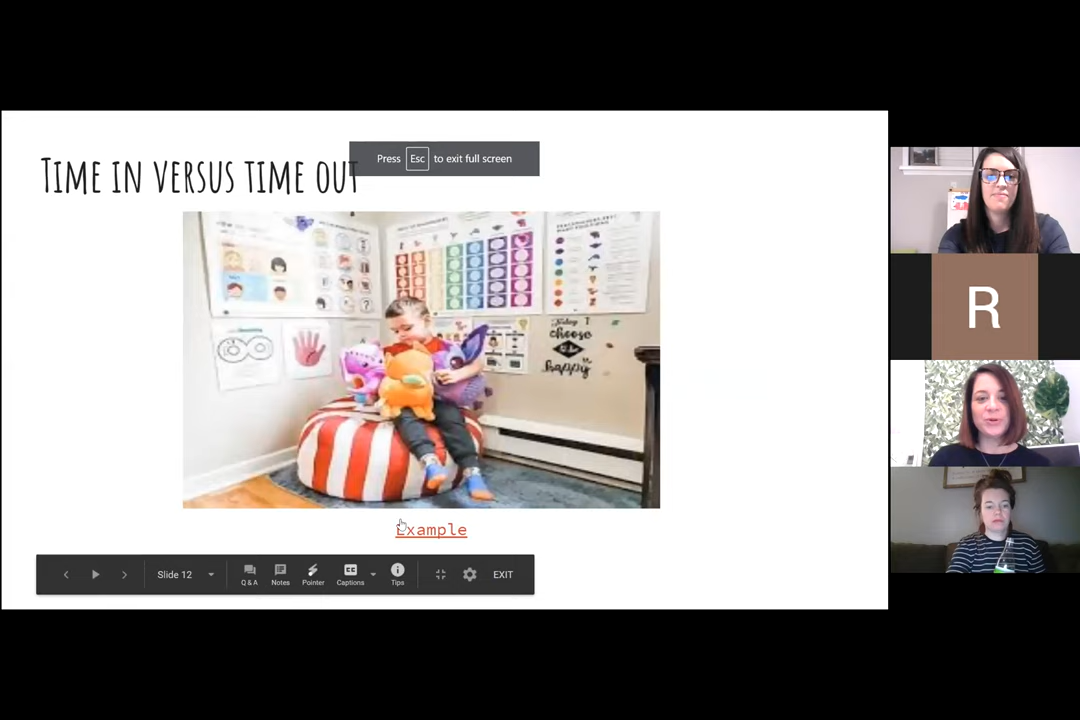 Press Esc to exit full screen
TIME IN VERSUS TIME OUT
Today I
choose
to be
happy
Example
Slide 12
Q & A
Notes
Pointer
Captions
Tips
EXIT
R